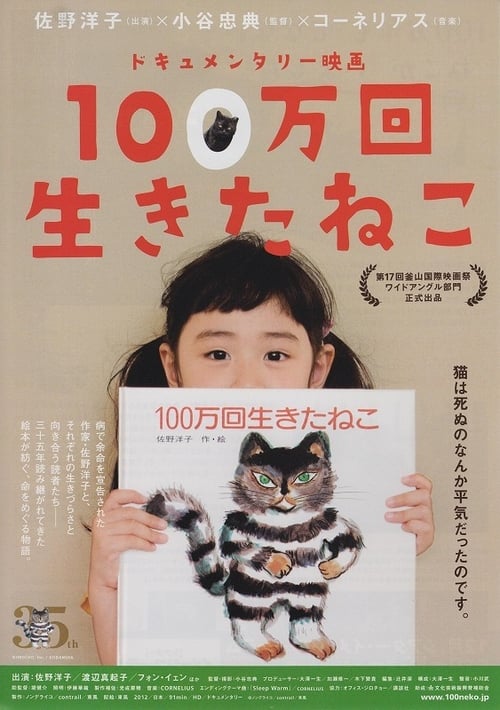 佐野洋子(出演)×小谷忠典(監督)×コーネリアス(音楽)
ドキュメンタリー映画
100万回
生きたねこ
第17回釜山国際映画祭
ワイドアングル部門
正式出品
猫は死ぬのなんか平気だったのです。
100万回生きたねこ
佐野洋子 作・絵
病で余命を宣告された
作家・佐野洋子と、
それぞれの生きづらさと
向き合う読者たち——
三十五年読み継がれてきた
絵本が紡ぐ、命をめぐる物語。
35th
出演:佐野洋子/渡辺真起子/フォン・イェン ほか
www.100neko.jp